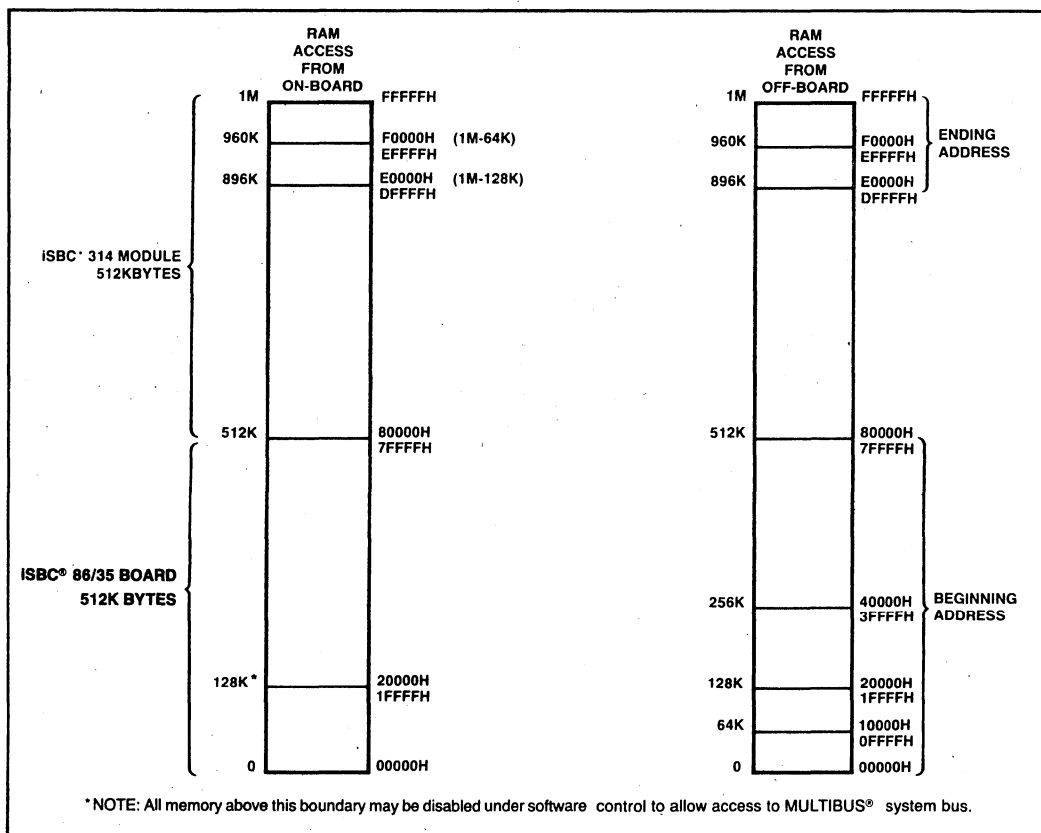 RAM
ACCESS
FROM
ON-BOARD
1M FFFFFH
960K F0000H (1M-64K)
EFFFFH
896K E0000H (1M-128K)
DFFFFH
iSBC* 314 MODULE
512KBYTES
512K 80000H
7FFFFH
iSBC® 86/35 BOARD
512K BYTES
128K* 20000H
1FFFFH
0 00000H
RAM
ACCESS
FROM
OFF-BOARD
1M FFFFFH
960K F0000H
EFFFFH
ENDING
ADDRESS
896K E0000H
DFFFFH
512K 80000H
7FFFFH
256K 40000H
3FFFFH
BEGINNING
ADDRESS
128K 20000H
1FFFFH
64K 10000H
0FFFFH
0 00000H
*NOTE: All memory above this boundary may be disabled under software control to allow access to MULTIBUS® system bus.